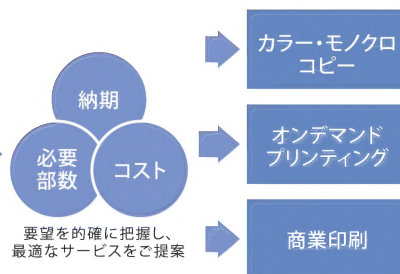 納期
必要
部数
コスト
要望を的確に把握し、
最適なサービスをご提案
カラー・モノクロ
コピー
オンデマンド
プリンティング
商業印刷